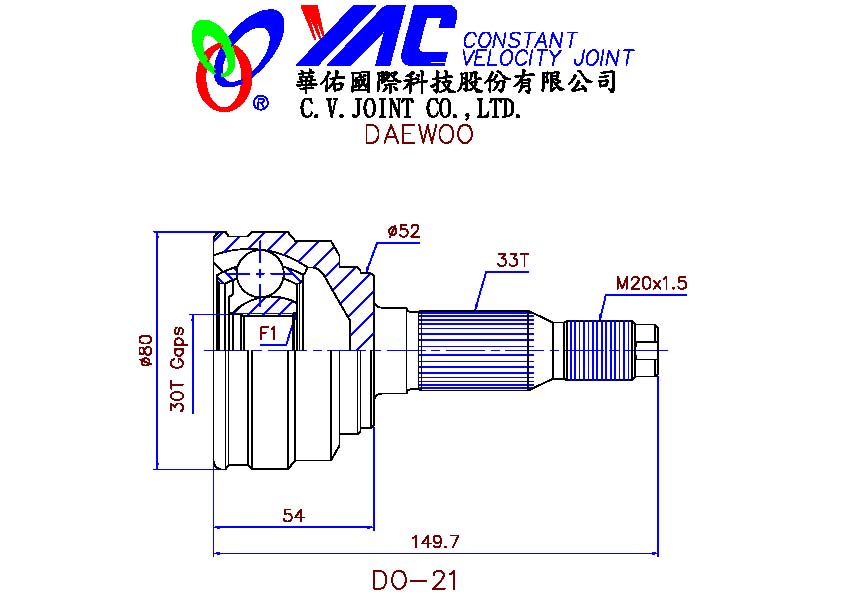 YAC CONSTANT
VELOCITY JOINT
®
華佑國際科技股份有限公司
C.V.JOINT CO.,LTD.
DAEWOO
ø52
33T
M20x1.5
F1
ø80
30T Gaps
54
149.7
DO-21